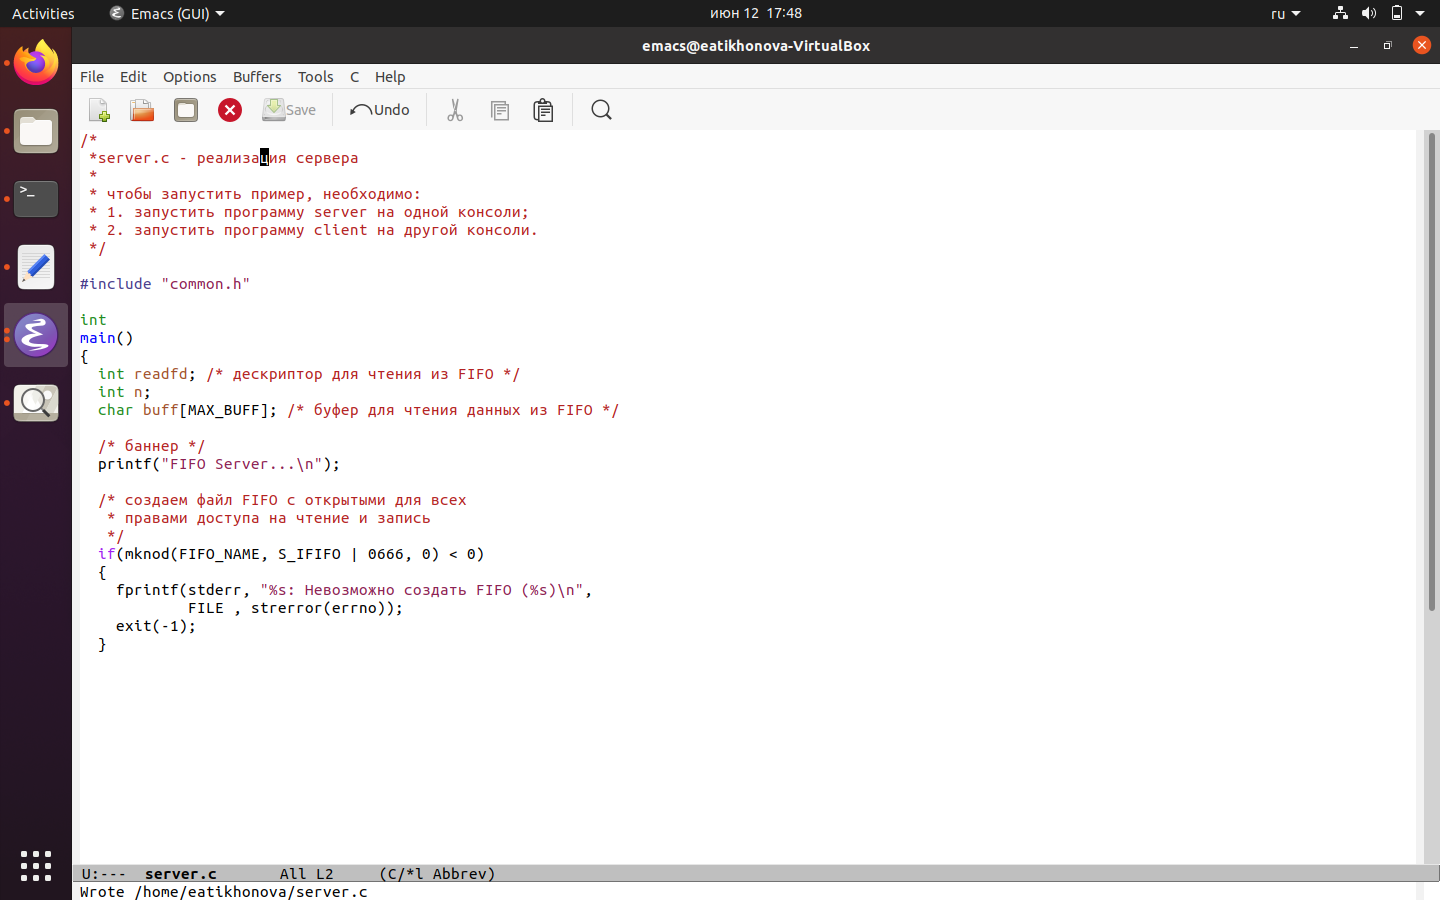 Activities Emacs (GUI) июн 12 17:48 ru
emacs@eatikhonova-VirtualBox
File Edit Options Buffers Tools C Help
Save Undo
/*
 *server.c - реализация сервера
 *
 * чтобы запустить пример, необходимо:
 * 1. запустить программу server на одной консоли;
 * 2. запустить программу client на другой консоли.
 */
#include "common.h"
int
main()
{
  int readfd; /* дескриптор для чтения из FIFO */
  int n;
  char buff[MAX_BUFF]; /* буфер для чтения данных из FIFO */
  /* баннер */
  printf("FIFO Server...\n");
  /* создаем файл FIFO с открытыми для всех
   * правами доступа на чтение и запись
   */
  if(mknod(FIFO_NAME, S_IFIFO | 0666, 0) < 0)
  {
    fprintf(stderr, "%s: Невозможно создать FIFO (%s)\n",
            FILE , strerror(errno));
    exit(-1);
  }
U:--- server.c All L2 (C/*l Abbrev)
Wrote /home/eatikhonova/server.c